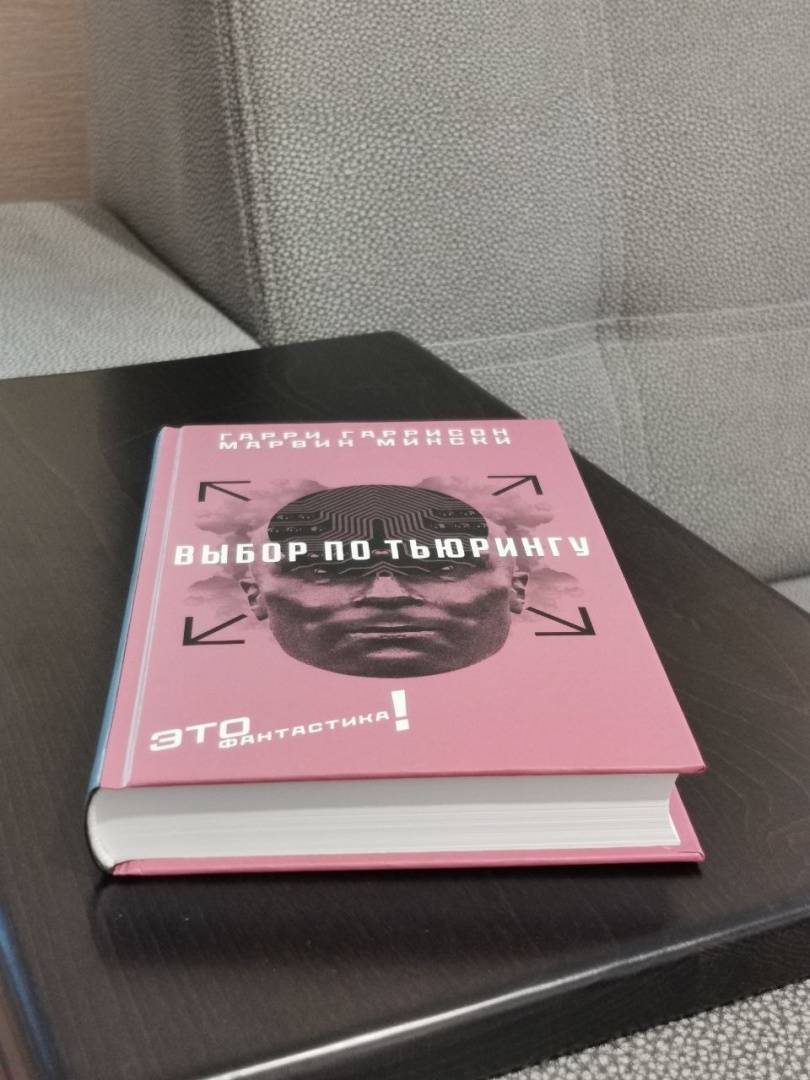 ГАРРИ ГАРРИСОН
МАРВИН МИНСКИ
ВЫБОР ПО ТЬЮРИНГУ
ЭТО
ФАНТАСТИКА!